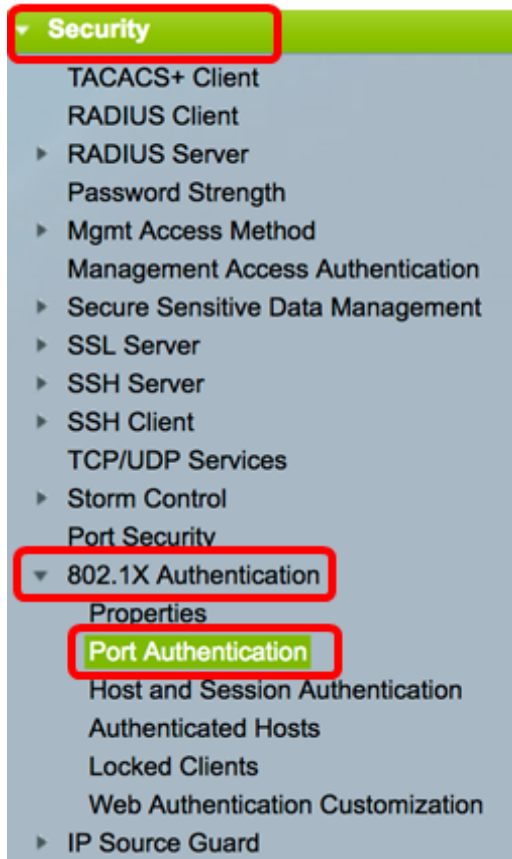 Security
TACACS+ Client
RADIUS Client
RADIUS Server
Password Strength
Mgmt Access Method
Management Access Authentication
Secure Sensitive Data Management
SSL Server
SSH Server
SSH Client
TCP/UDP Services
Storm Control
Port Security
802.1X Authentication
Properties
Port Authentication
Host and Session Authentication
Authenticated Hosts
Locked Clients
Web Authentication Customization
IP Source Guard